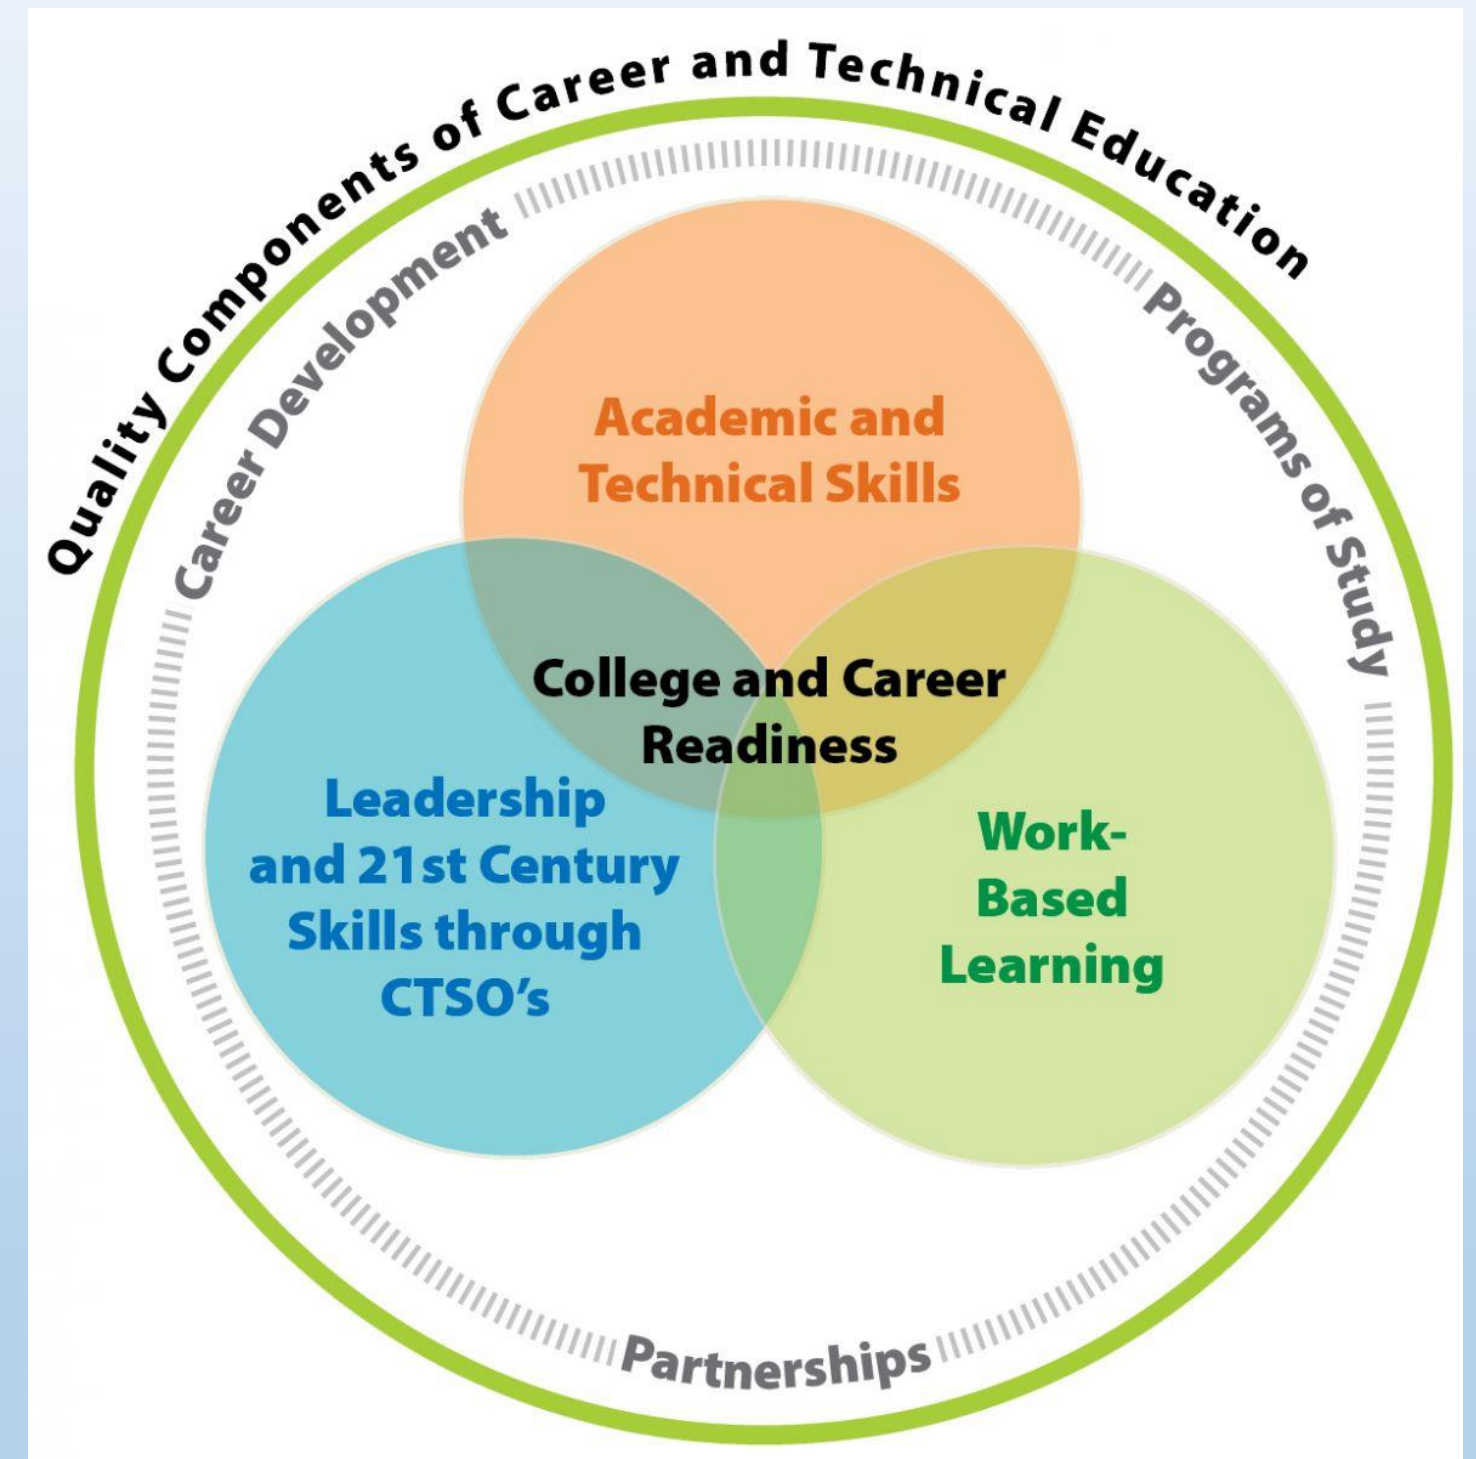 Quality Components of Career and Technical Education
Career Development
Programs of Study
Academic and
Technical Skills
College and Career
Readiness
Leadership
and 21st Century
Skills through
CTSO’s
Work-
Based
Learning
Partnerships